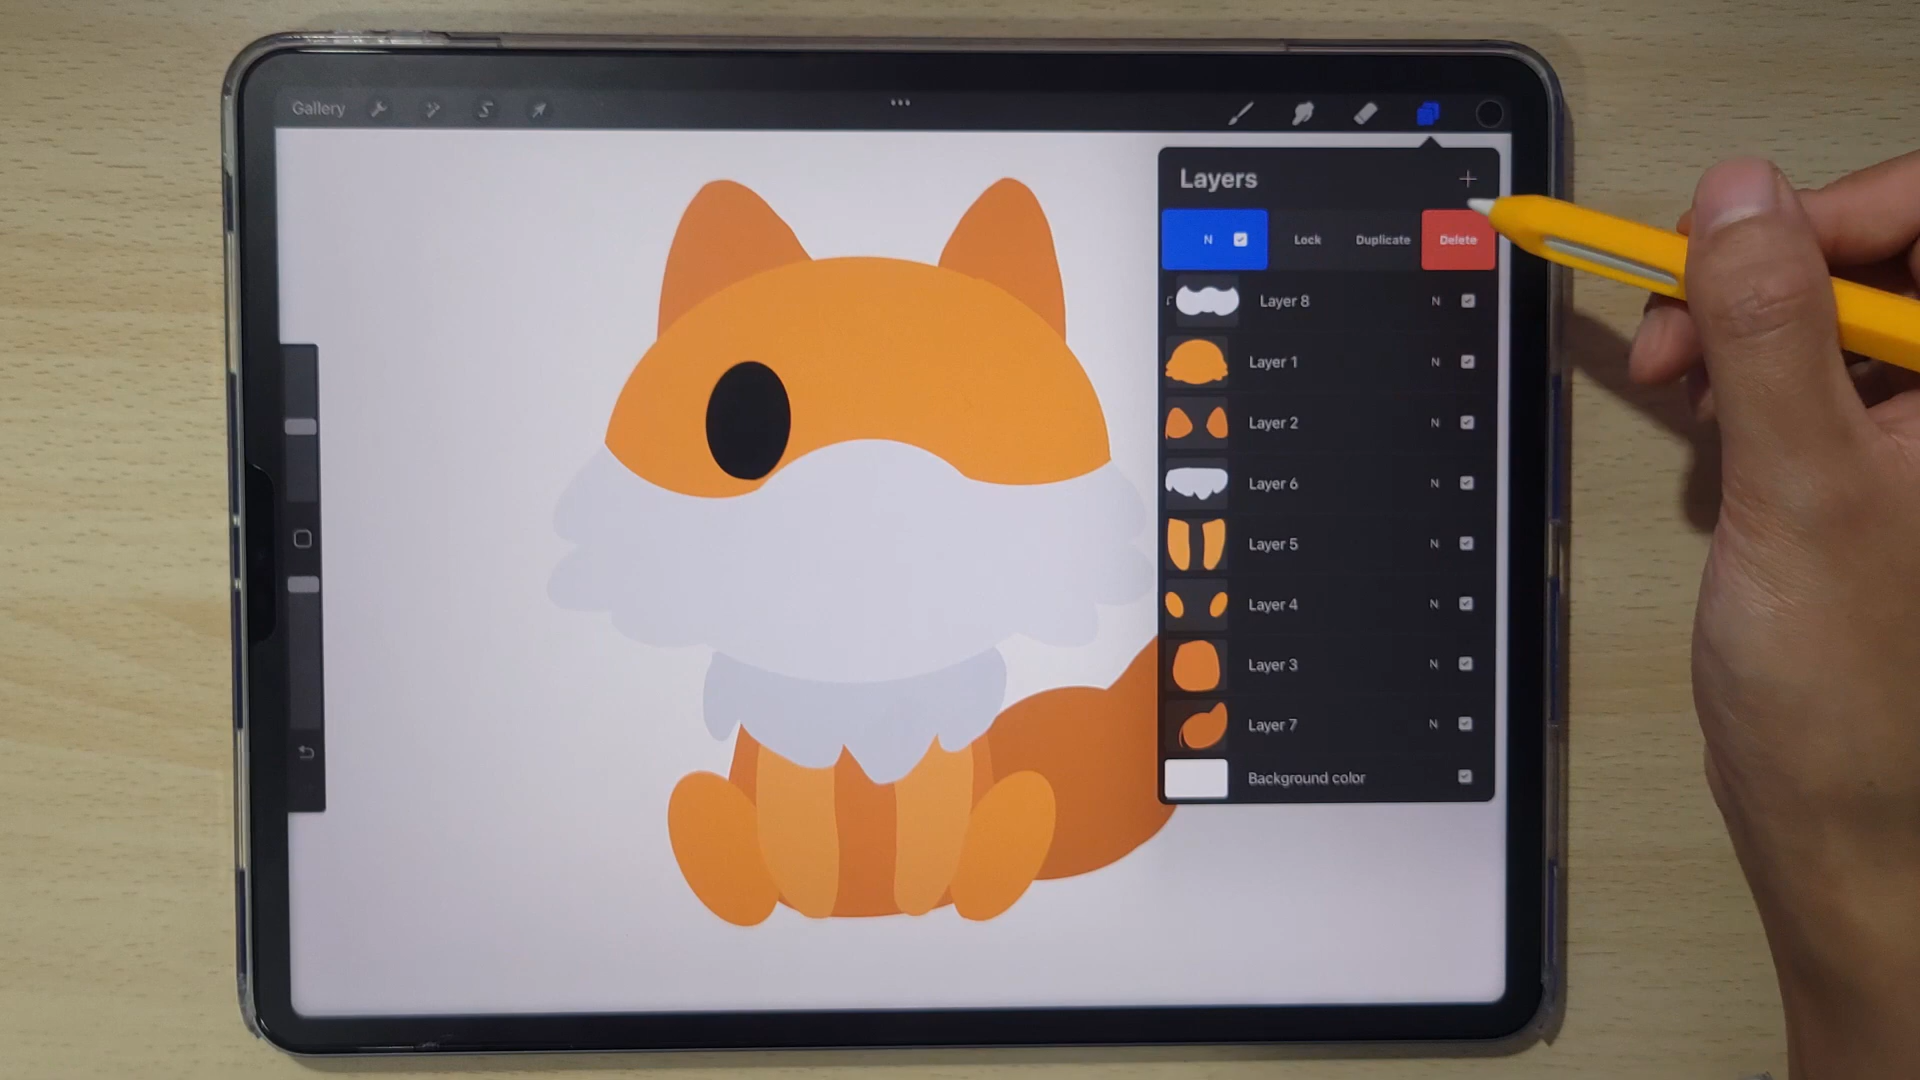 Gallery
Layers
N Lock Duplicate Delete
Layer 8 N
Layer 1 N
Layer 2 N
Layer 6 N
Layer 5 N
Layer 4 N
Layer 3 N
Layer 7 N
Background color